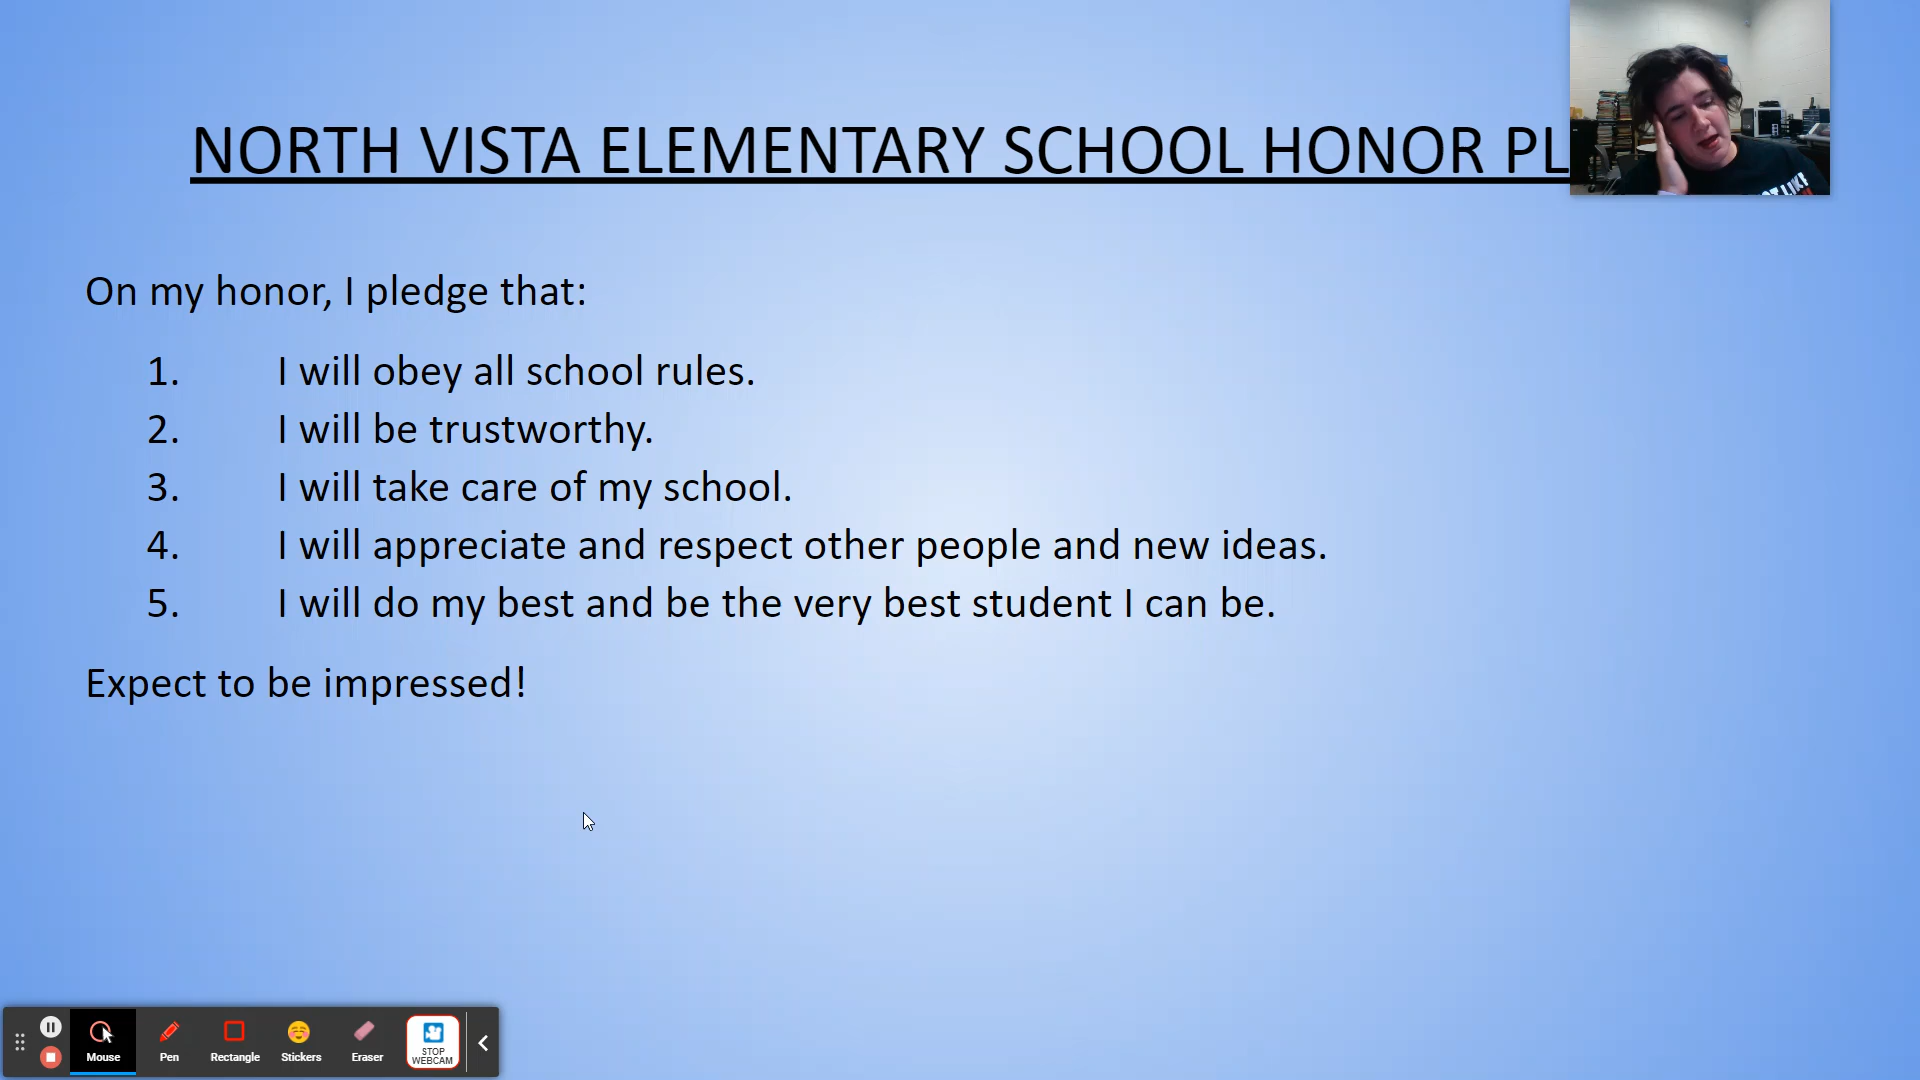 NORTH VISTA ELEMENTARY SCHOOL HONOR
On my honor, I pledge that:
1. I will obey all school rules.
2. I will be trustworthy.
3. I will take care of my school.
4. I will appreciate and respect other people and new ideas.
5. I will do my best and be the very best student I can be.
Expect to be impressed!
Mouse Pen Rectangle Stickers Eraser
STOP
WEBCAM